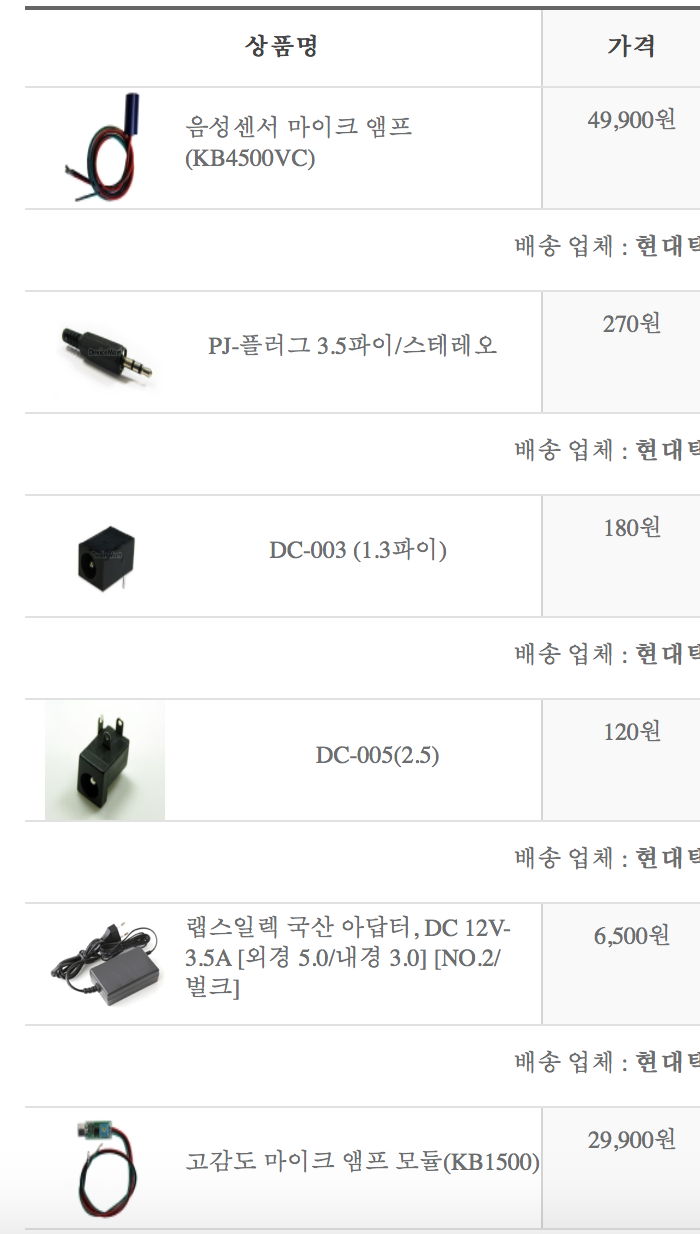 상품명 가격
음성센서 마이크 앰프 49,900원
(KB4500VC)
배송 업체 : 현대택
PJ-플러그 3.5파이/스테레오 270원
배송 업체 : 현대택
DC-003 (1.3파이) 180원
배송 업체 : 현대택
DC-005(2.5) 120원
배송 업체 : 현대택
랩스일렉 국산 아답터, DC 12V- 6,500원
3.5A [외경 5.0/내경 3.0] [NO.2/
벌크]
배송 업체 : 현대택
고감도 마이크 앰프 모듈(KB1500) 29,900원